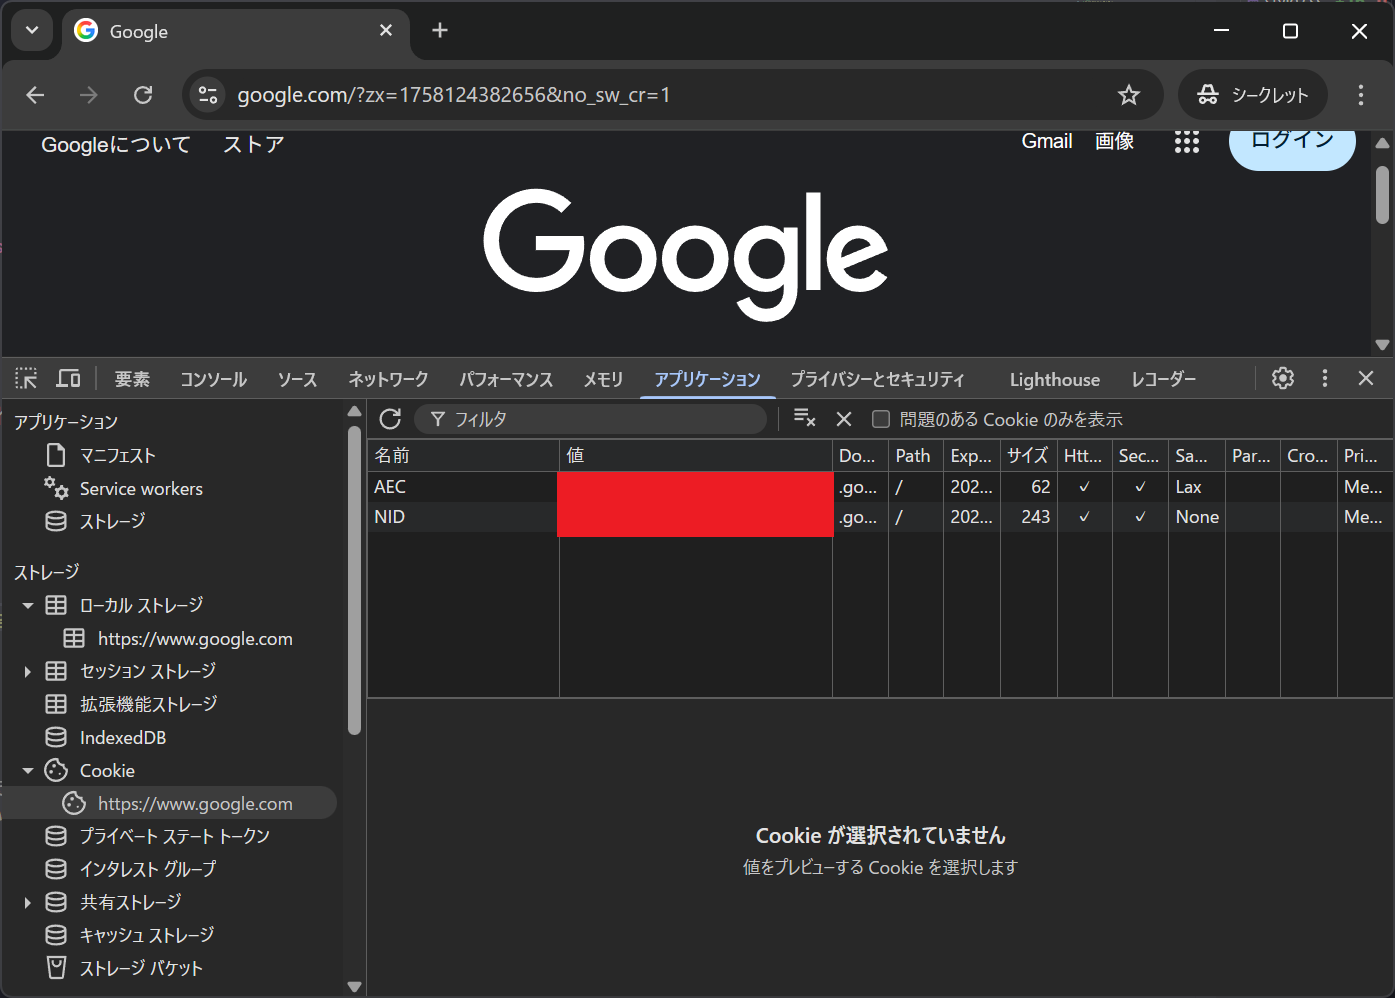 Google
google.com/?zx=1758124382656&no_sw_cr=1
シークレット
Googleについて ストア Gmail 画像 ログイン
Google
要素 コンソール ソース ネットワーク パフォーマンス メモリ アプリケーション プライバシーとセキュリティ Lighthouse レコーダー
アプリケーション
マニフェスト
Service workers
ストレージ
ストレージ
ローカル ストレージ
https://www.google.com
セッション ストレージ
拡張機能ストレージ
IndexedDB
Cookie
https://www.google.com
プライベート ステート トークン
インタレスト グループ
共有ストレージ
キャッシュ ストレージ
ストレージ バケット
フィルタ 問題のある Cookie のみを表示
名前 値 Do... Path Exp... サイズ Htt... Sec... Sa... Par... Cro... Pri...
AEC .go... / 202... 62 ✓ ✓ Lax Me...
NID .go... / 202... 243 ✓ ✓ None Me...
Cookie が選択されていません
値をプレビューする Cookie を選択します